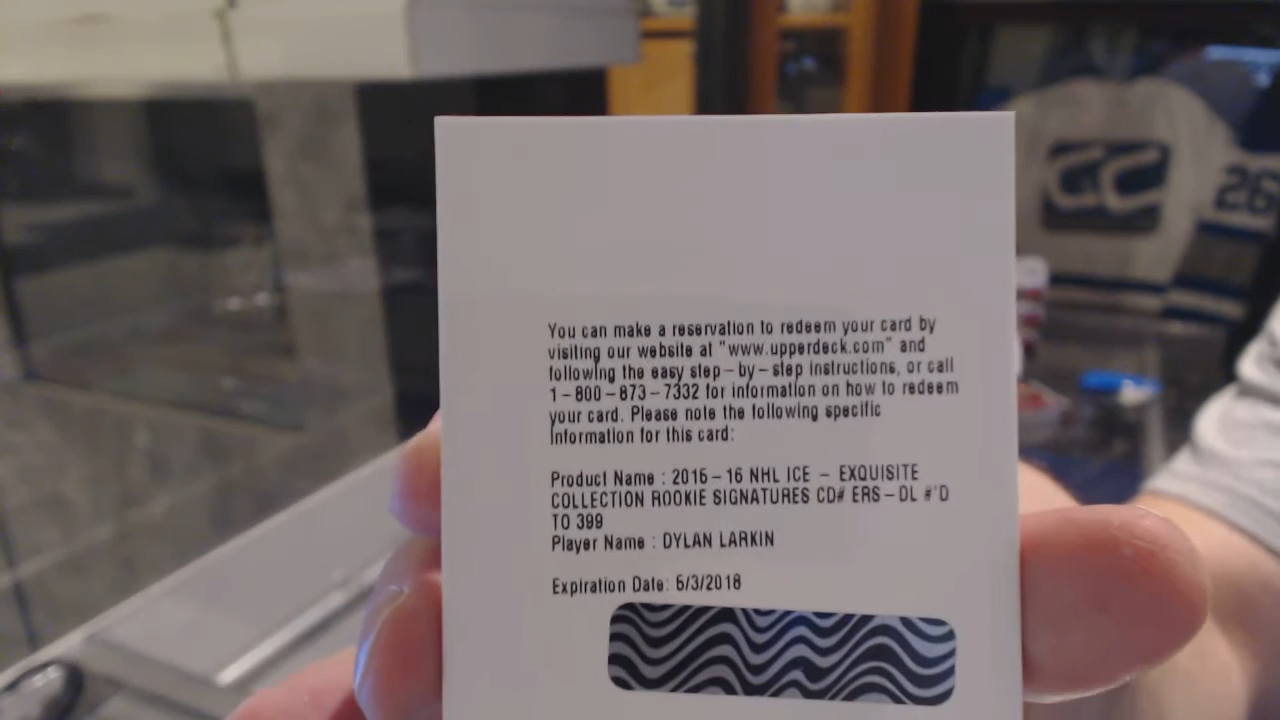 You can make a reservation to redeem your card by
visiting our website at "www.upperdeck.com" and
following the easy step-by-step instructions, or call
1-800-873-7332 for information on how to redeem
your card. Please note the following specific
information for this card:
Product Name : 2015-16 NHL ICE - EXQUISITE
COLLECTION ROOKIE SIGNATURES CD# ERS-DL #'D
TO 399
Player Name : DYLAN LARKIN
Expiration Date: 5/3/2018
CC
26